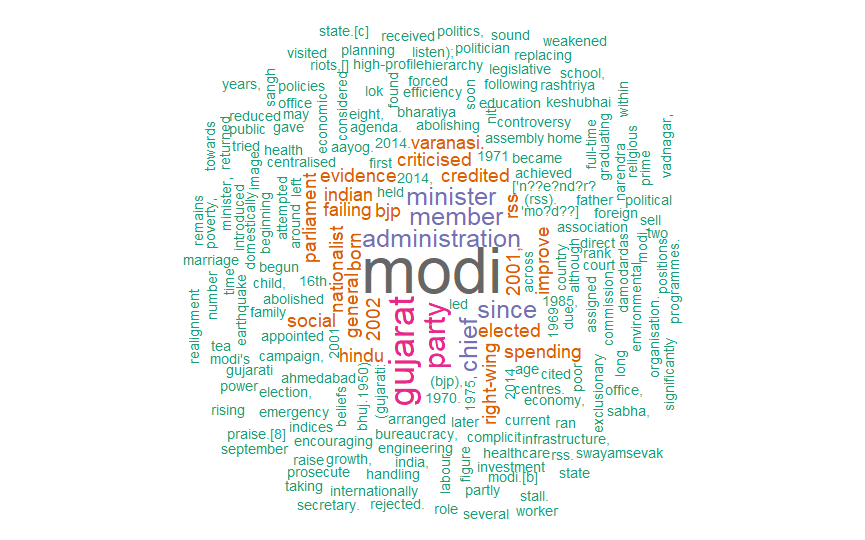 state.[c] received politics, sound
visited planning listen); politician weakened
riots,[] high-profile hierarchy replacing
years, sangh policies lok forced legislative school,
economic considered found efficiency soon following rashtriya
reduced may office eight, bharatiya education niti keshubhai within
public gave agenda. abolishing controversy
towards returned tried health aayog. 2014. varanasi. assembly home full-time graduating religious
imaged centralised first criticised 1971 became narendra prime vadnagar,
evidence 2014, credited achieved
parliament indian held minister rss ['n??e?nd?r? father political
remains poverty, minister, introduced domestically beginning attempted around left failing bjp member (rss). 'mo?d??] foreign sell
nationalist born administration improve association two
marriage begun general 16th. modi 2001, across country although direct rank court damodardas modi, positions
number time child, abolished 2002 led since 1985, assigned commission environmental programmes.
earthquake family social gujarat party chief elected 1969 due
realignment appointed 2001 organisation.
tea campaign, hindu spending
modi's gujarati ahmedabad bhuj. 1950) (gujarati: (bjp), 1975, right-wing 2014 age cited poor exclusionary long significantly
power election, beliefs 1970. centres. office,
rising emergency arranged later current economy, ran sabha,
praise.[8] indices bureaucracy, complicit infrastructure,
september encouraging engineering healthcare rss. swayamsevak
raise growth, india, labour figure investment state
prosecute handling modi.[b]
taking internationally partly stall.
secretary. rejected. role several worker